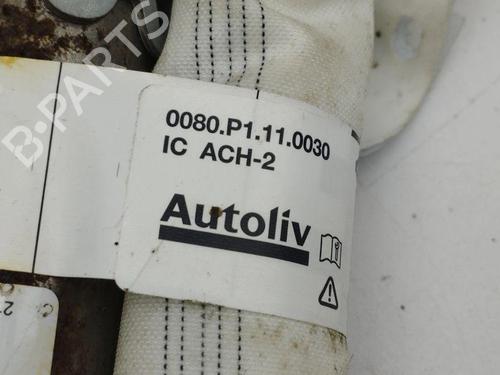 B-PARTS
0080.P1.11.0030
IC ACH-2
Autoliv